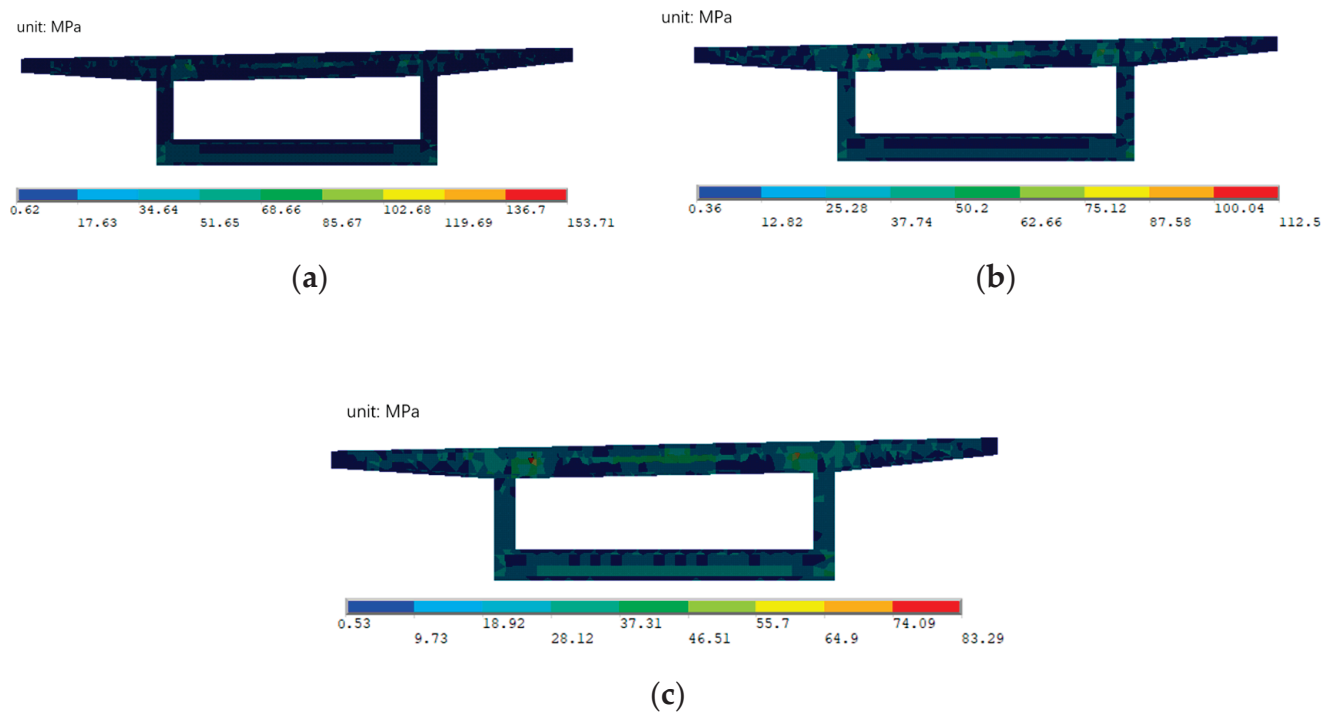 unit: MPa
0.62 34.64 68.66 102.68 136.7
17.63 51.65 85.67 119.69 153.71
(a)
unit: MPa
0.36 25.28 50.2 75.12 100.04
12.82 37.74 62.66 87.58 112.5
(b)
unit: MPa
0.53 18.92 37.31 55.7 74.09
9.73 28.12 46.51 64.9 83.29
(c)